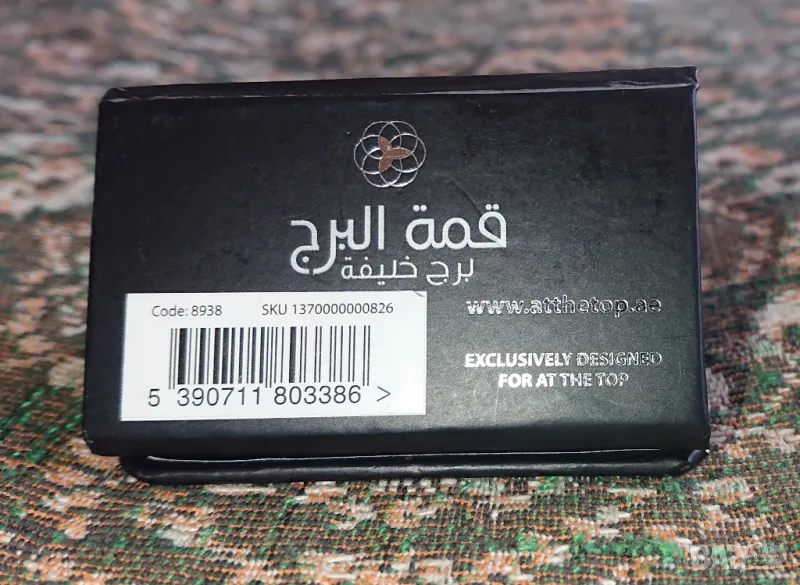 قمة البرج
برج خليفة
Code: 8938 SKU 1370000000826
5 390711 803386 >
www.atthetop.ae
EXCLUSIVELY DESIGNED
FOR AT THE TOP